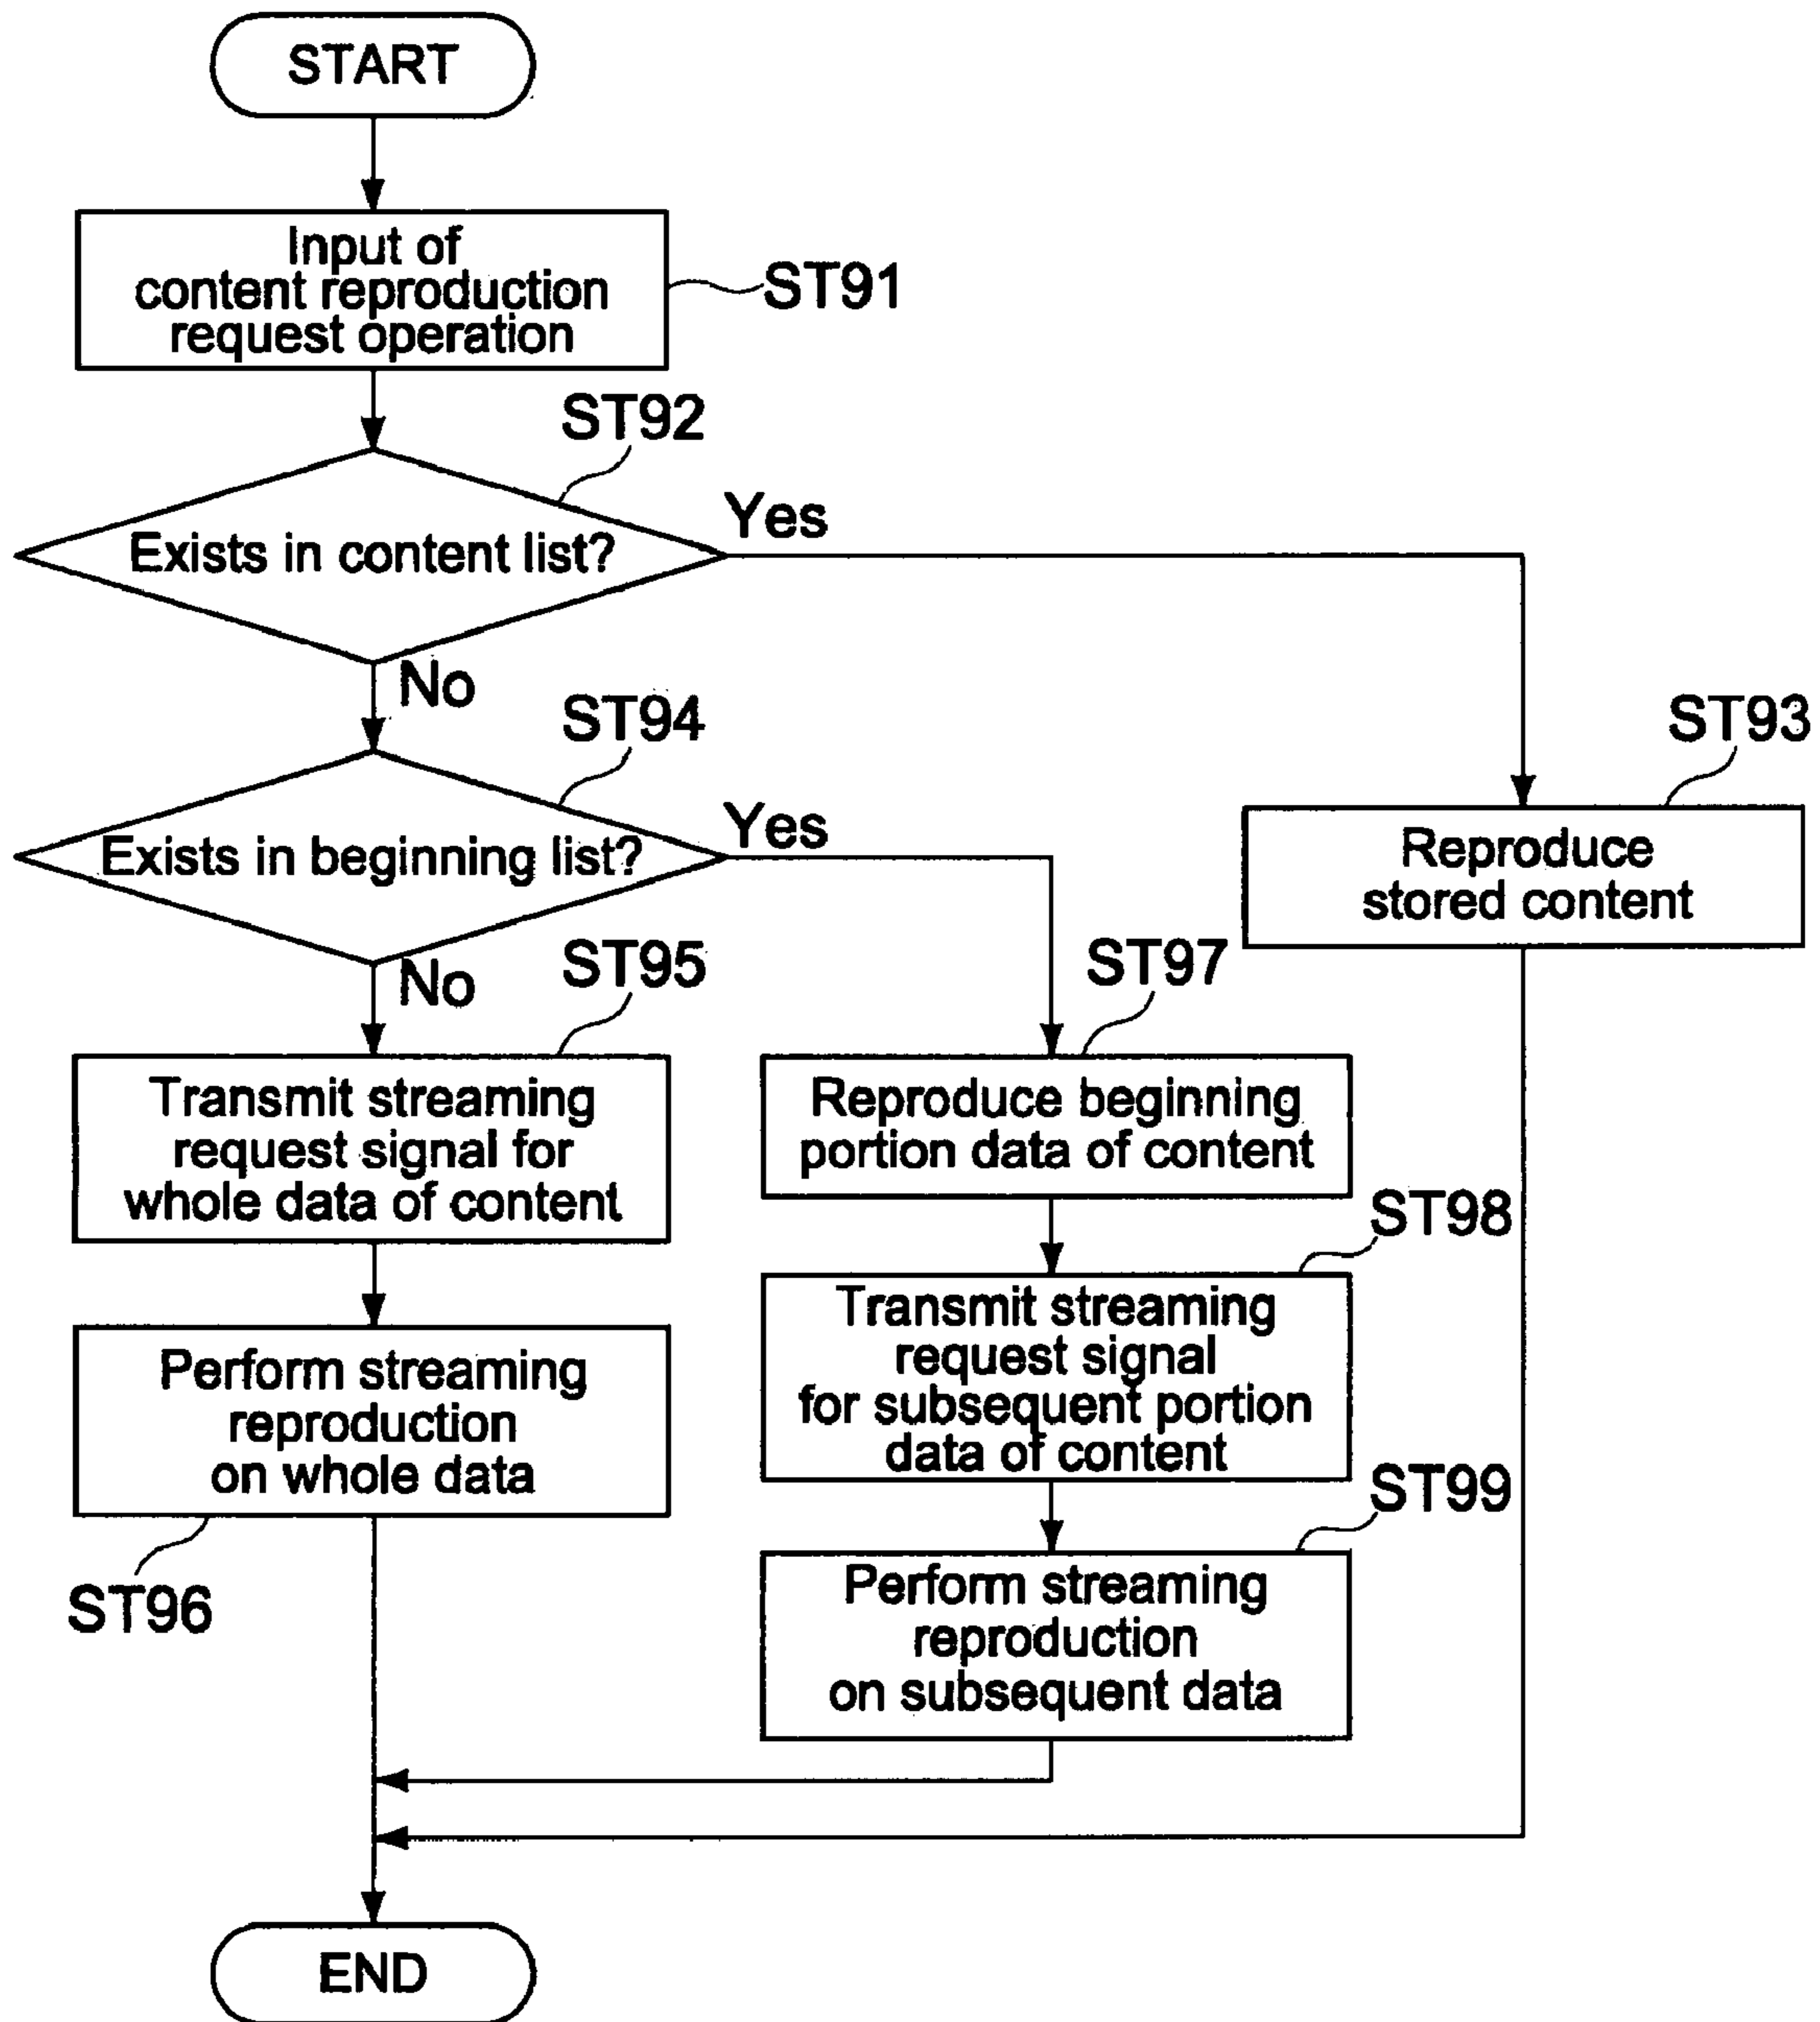 START
Input of
content reproduction
request operation
ST91
ST92
Exists in content list?
Yes
No
ST94
ST93
Exists in beginning list?
Yes
Reproduce
stored content
No
ST95
ST97
Transmit streaming
request signal for
whole data of content
Reproduce beginning
portion data of content
ST98
Perform streaming
reproduction
on whole data
ST96
Transmit streaming
request signal
for subsequent portion
data of content
ST99
Perform streaming
reproduction
on subsequent data
END